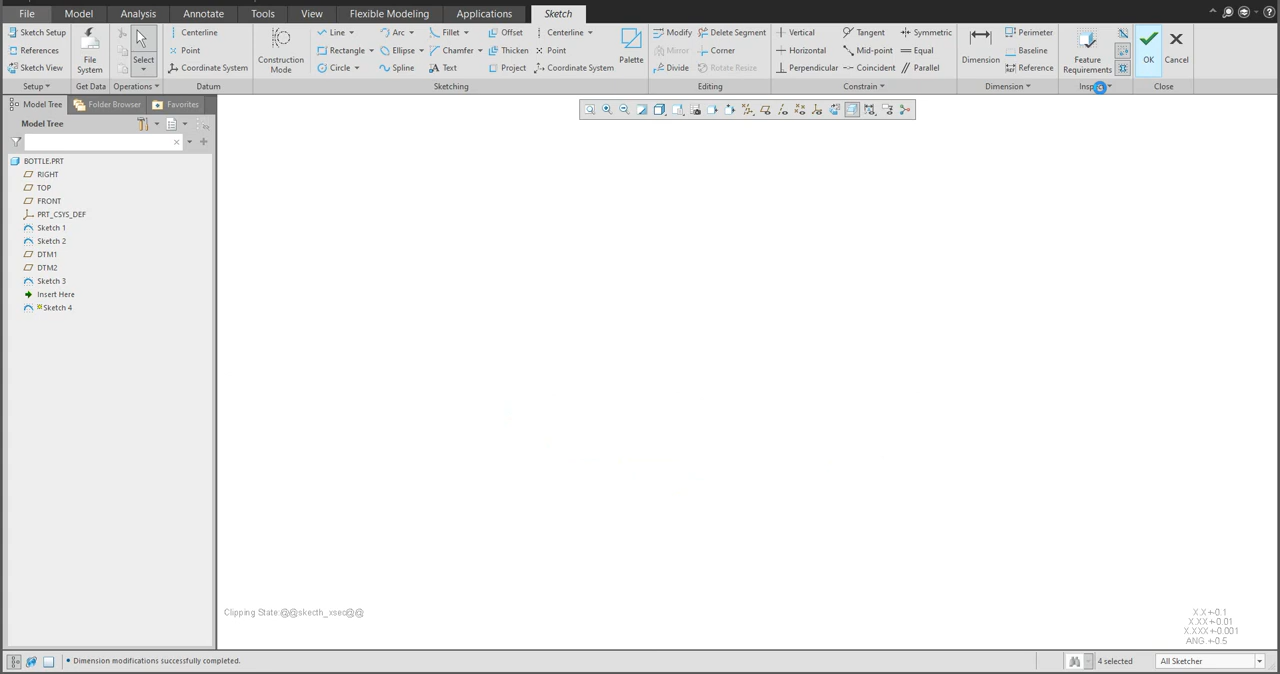 File Model Analysis Annotate Tools View Flexible Modeling Applications Sketch
Sketch Setup
References
Sketch View
Setup
File System
Get Data
Select
Operations
Centerline
Point
Coordinate System
Datum
Construction Mode
Line Arc Fillet Offset Centerline
Rectangle Ellipse Chamfer Thicken Point
Circle Spline Text Project Coordinate System
Palette
Sketching
Modify Delete Segment
Mirror Corner
Divide Rotate Resize
Editing
Vertical Tangent Symmetric
Horizontal Mid-point Equal
Perpendicular Coincident Parallel
Constrain
Dimension
Perimeter
Baseline
Reference
Dimension
Feature Requirements
OK
Cancel
Close
Model Tree Folder Browser Favorites
Model Tree
BOTTLE.PRT
RIGHT
TOP
FRONT
PRT_CSYS_DEF
Sketch 1
Sketch 2
DTM1
DTM2
Sketch 3
Insert Here
Sketch 4
Clipping State:@@skecth_xsec@@
X.X+-0.1
X.XX+-0.01
X.XXX+-0.001
ANG.+-0.5
Dimension modifications successfully completed.
4 selected
All Sketcher